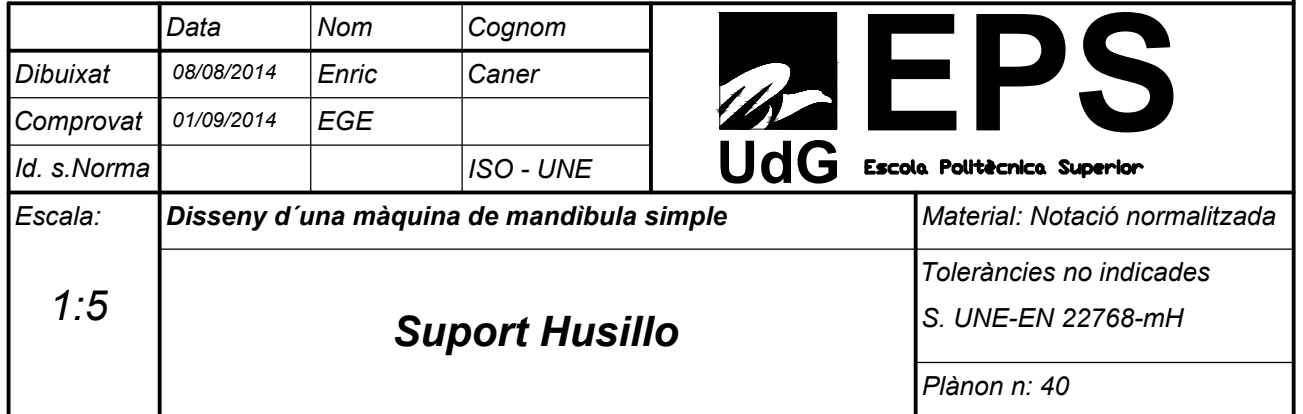 Data Nom Cognom
Dibuixat 08/08/2014 Enric Caner
Comprovat 01/09/2014 EGE
Id. s.Norma ISO - UNE
EPS
UdG Escola Politècnica Superior
Escala:
1:5
Disseny d´una màquina de mandìbula simple
Suport Husillo
Material: Notació normalitzada
Toleràncies no indicades
S. UNE-EN 22768-mH
Plànon n: 40